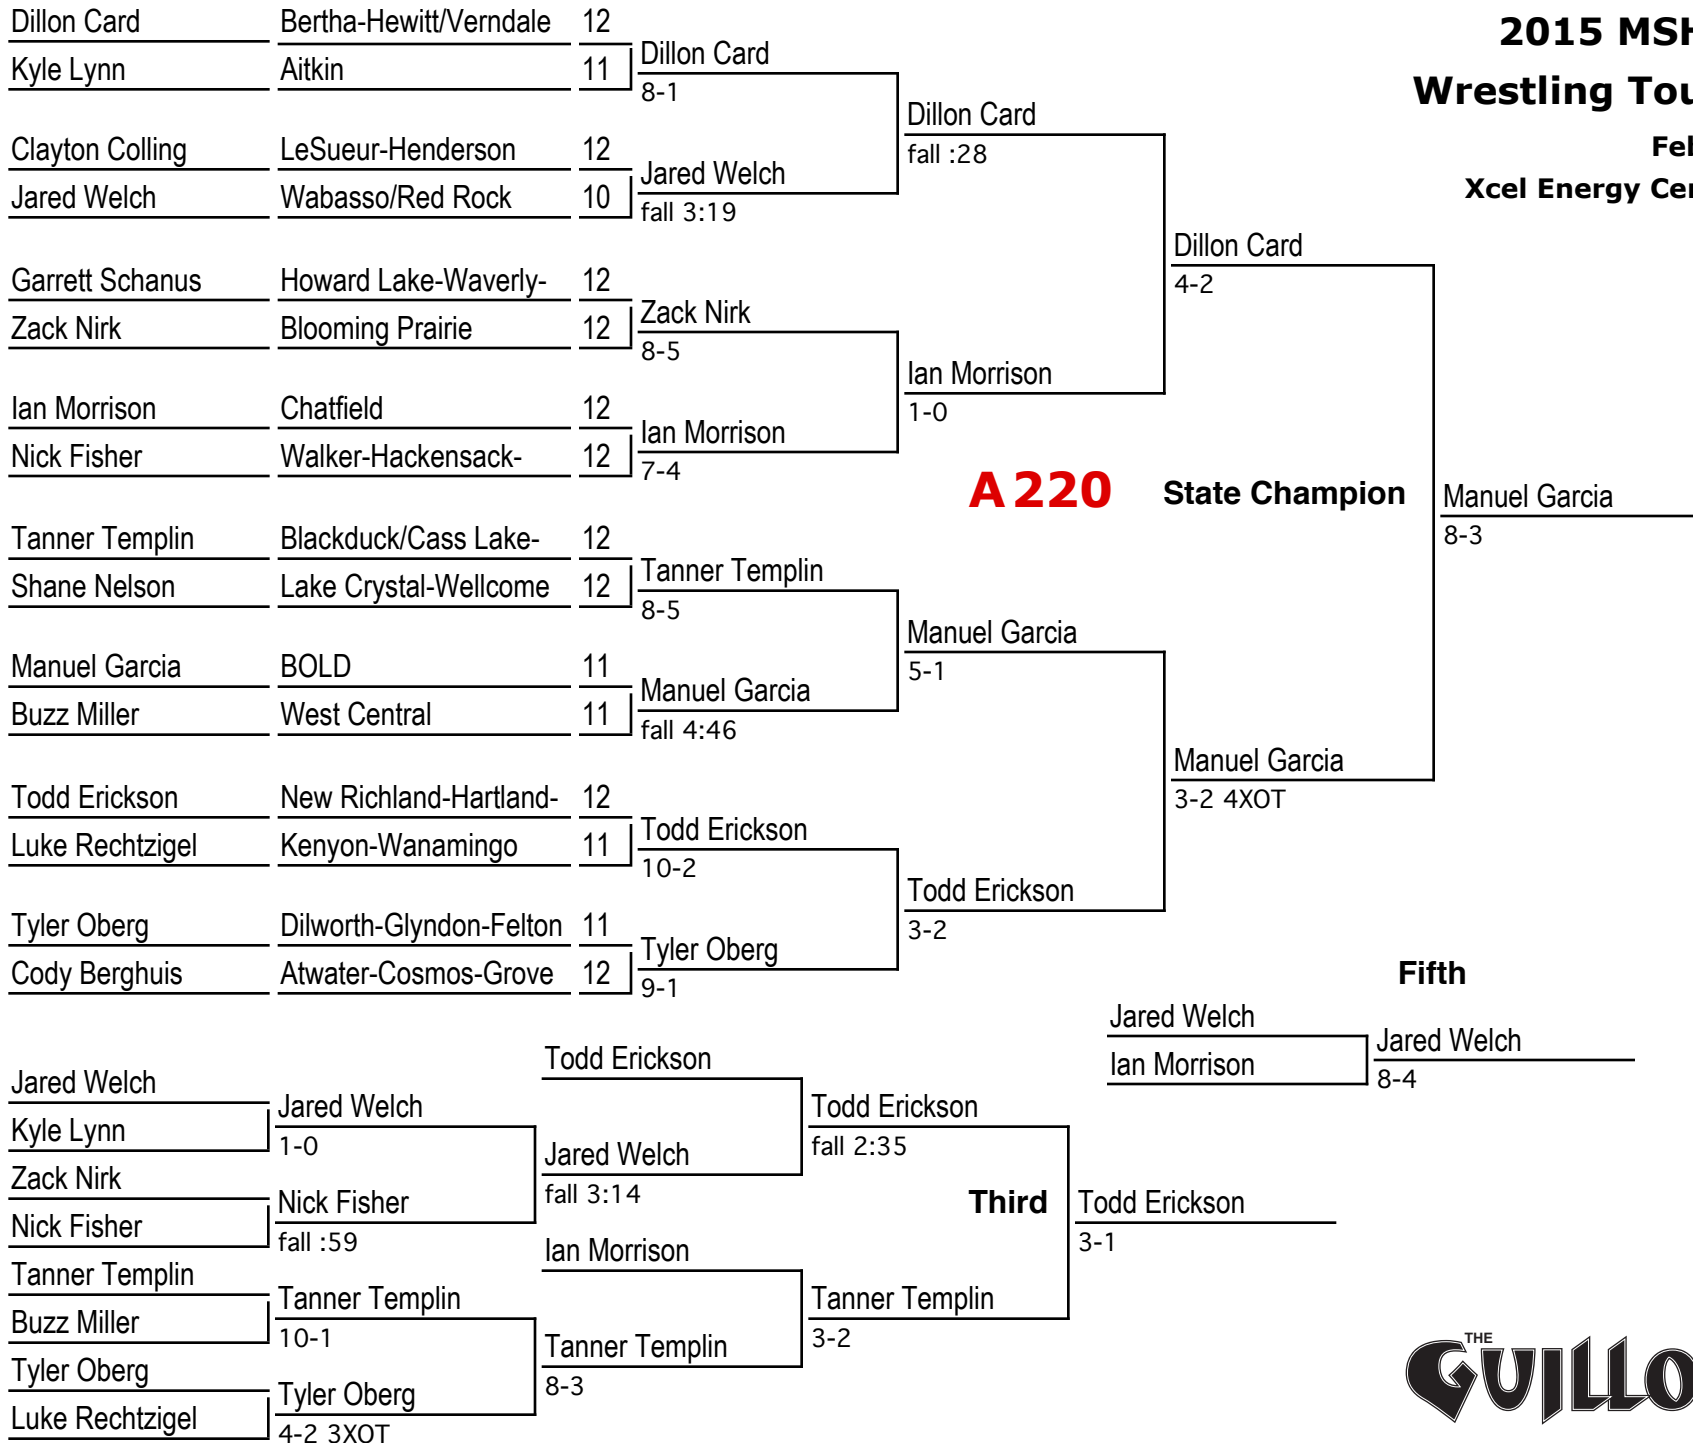 2015 MSH
Wrestling Tou
Feb
Xcel Energy Cen
Dillon Card Bertha-Hewitt/Verndale 12
Kyle Lynn Aitkin 11
Dillon Card
8-1
Clayton Colling LeSueur-Henderson 12
Jared Welch Wabasso/Red Rock 10
Jared Welch
fall 3:19
Dillon Card
fall :28
Garrett Schanus Howard Lake-Waverly- 12
Zack Nirk Blooming Prairie 12
Zack Nirk
8-5
Ian Morrison Chatfield 12
Nick Fisher Walker-Hackensack- 12
Ian Morrison
7-4
Ian Morrison
1-0
Dillon Card
4-2
A 220 State Champion
Manuel Garcia
8-3
Tanner Templin Blackduck/Cass Lake- 12
Shane Nelson Lake Crystal-Wellcome 12
Tanner Templin
8-5
Manuel Garcia BOLD 11
Buzz Miller West Central 11
Manuel Garcia
fall 4:46
Manuel Garcia
5-1
Todd Erickson New Richland-Hartland- 12
Luke Rechtzigel Kenyon-Wanamingo 11
Todd Erickson
10-2
Tyler Oberg Dilworth-Glyndon-Felton 11
Cody Berghuis Atwater-Cosmos-Grove 12
Tyler Oberg
9-1
Todd Erickson
3-2
Manuel Garcia
3-2 4XOT
Fifth
Jared Welch
Ian Morrison
Jared Welch
8-4
Jared Welch
Kyle Lynn
Jared Welch
1-0
Zack Nirk
Nick Fisher
Nick Fisher
fall :59
Tanner Templin
Buzz Miller
Tanner Templin
10-1
Tyler Oberg
Luke Rechtzigel
Tyler Oberg
4-2 3XOT
Todd Erickson
Jared Welch
fall 3:14
Ian Morrison
Tanner Templin
8-3
Todd Erickson
fall 2:35
Tanner Templin
3-2
Third
Todd Erickson
3-1
THE
GUILLO